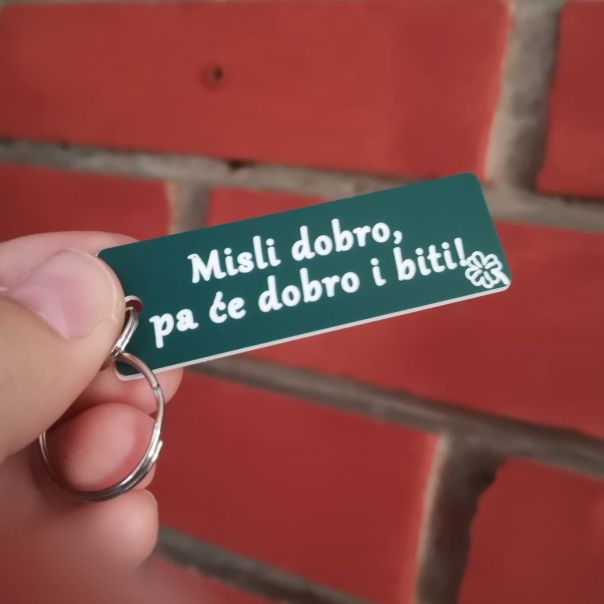 Misli dobro,
pa će dobro i biti!